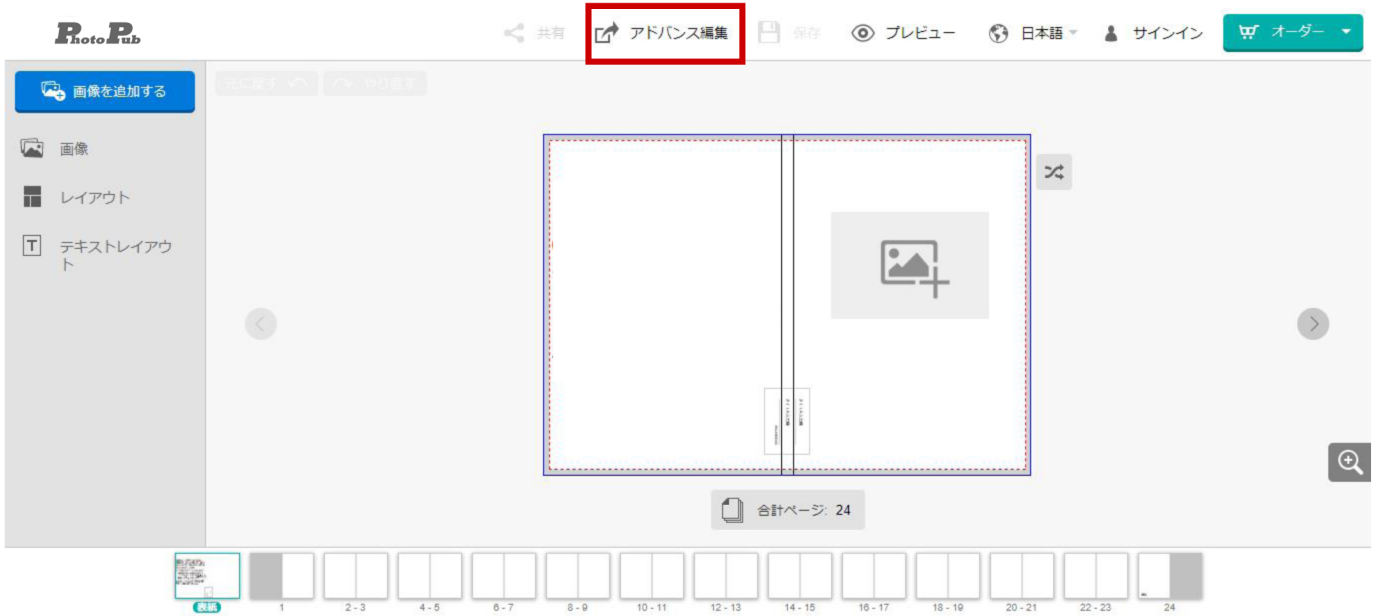 PhotoPub
共有
アドバンス編集
保存
プレビュー
日本語
サインイン
オーダー
画像を追加する
元に戻す
やり直す
画像
レイアウト
テキストレイアウ
ト
合計ページ: 24
表紙
1
2 - 3
4 - 5
6 - 7
8 - 9
10 - 11
12 - 13
14 - 15
16 - 17
18 - 19
20 - 21
22 - 23
24